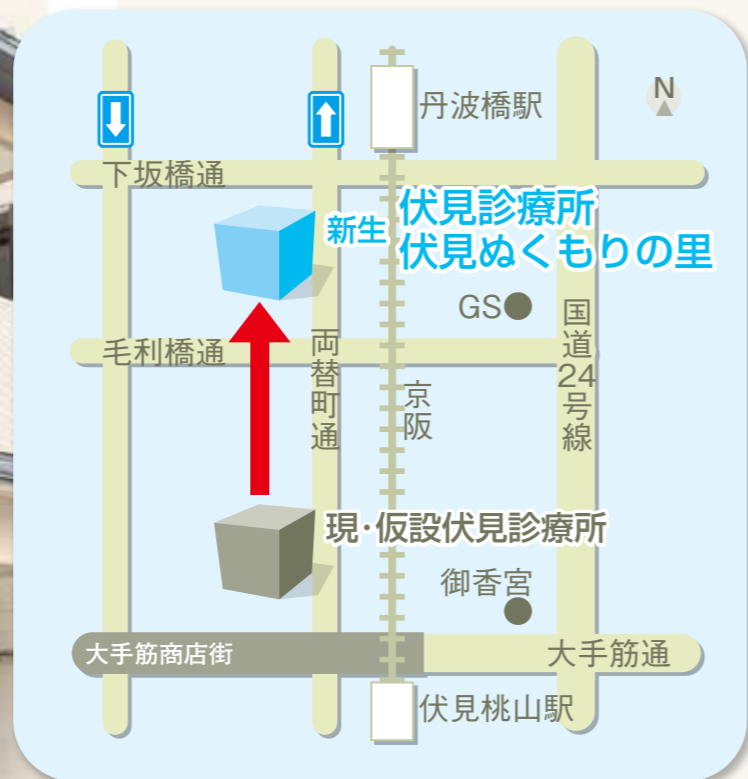 N
丹波橋駅
下坂橋通
新生
伏見診療所
伏見ぬくもりの里
GS
国道24号線
毛利橋通
両替町通
京阪
現・仮設伏見診療所
御香宮
大手筋商店街
大手筋通
伏見桃山駅